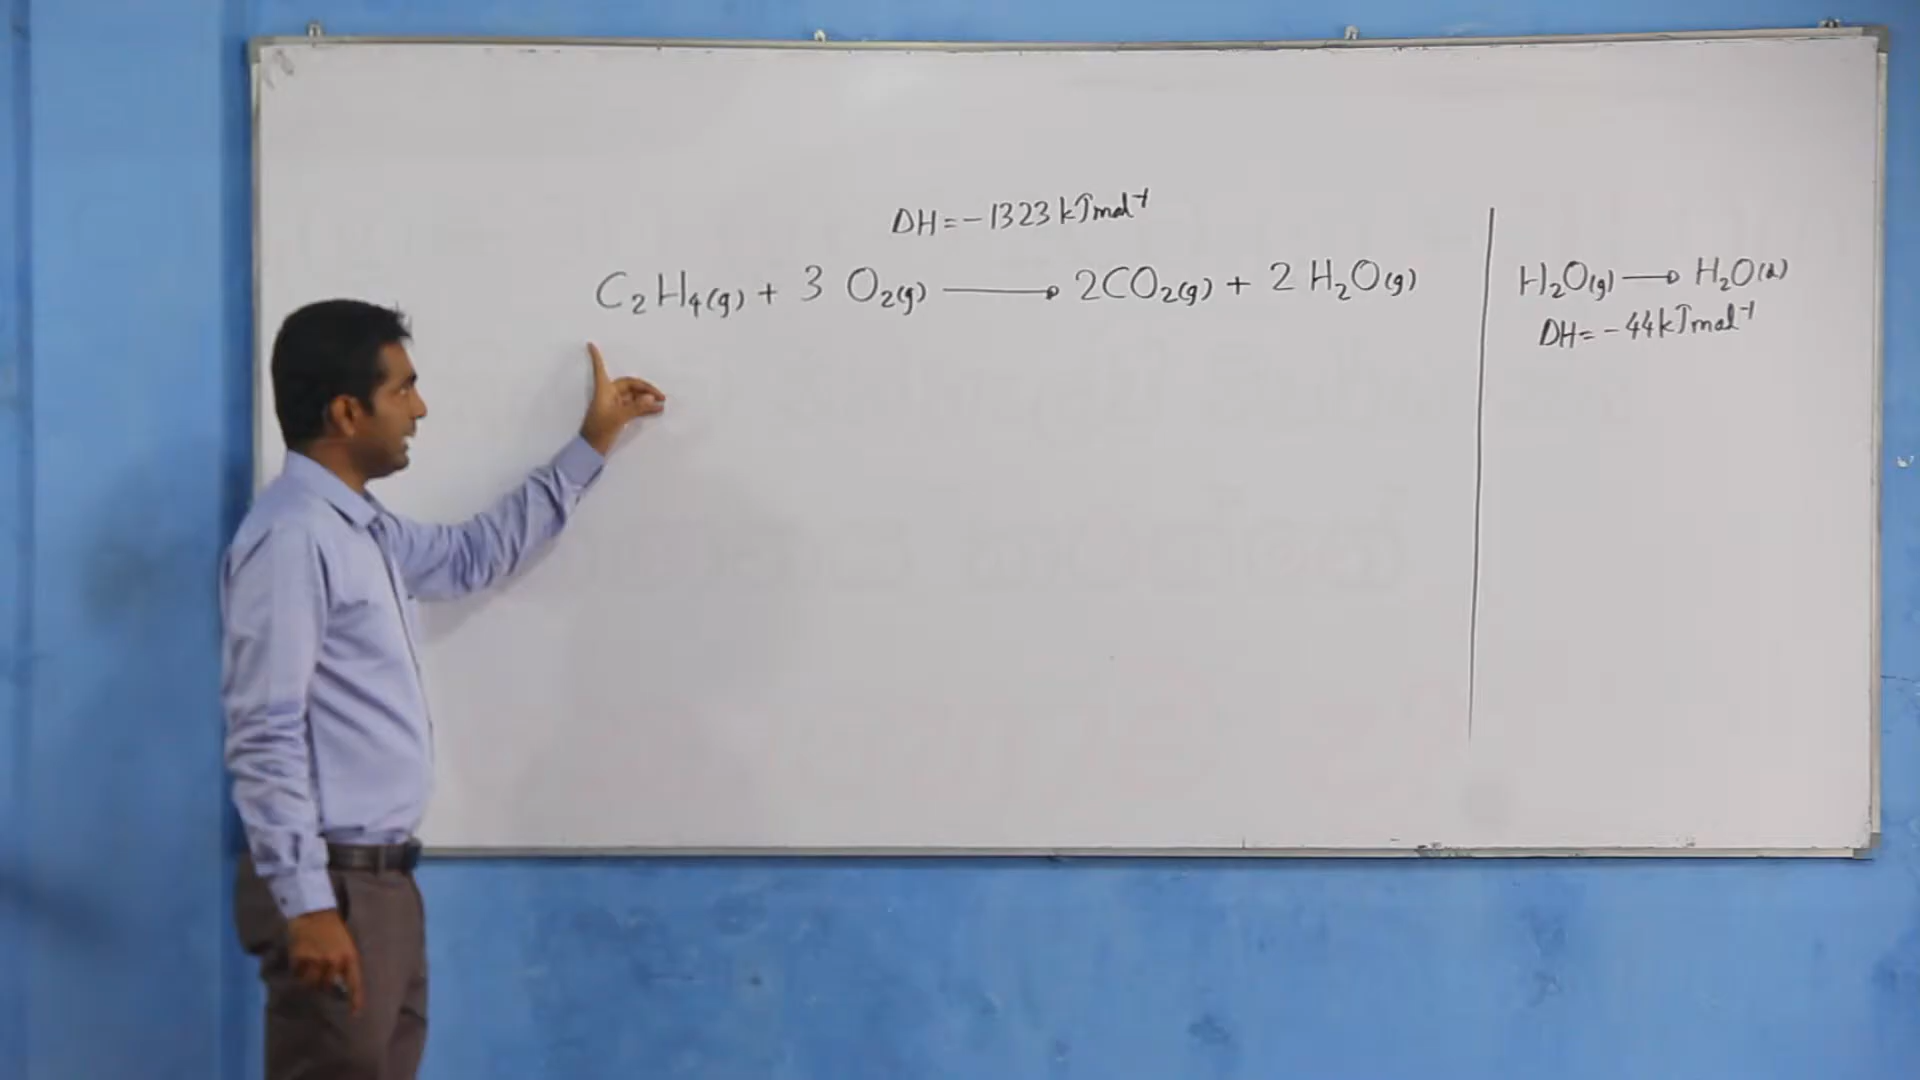 DH = - 1323 kJmol⁻¹
C₂H₄(g) + 3 O₂(g) ⟶ 2CO₂(g) + 2 H₂O(g)
H₂O(g) ⟶ H₂O(l)
DH = - 44 kJmol⁻¹